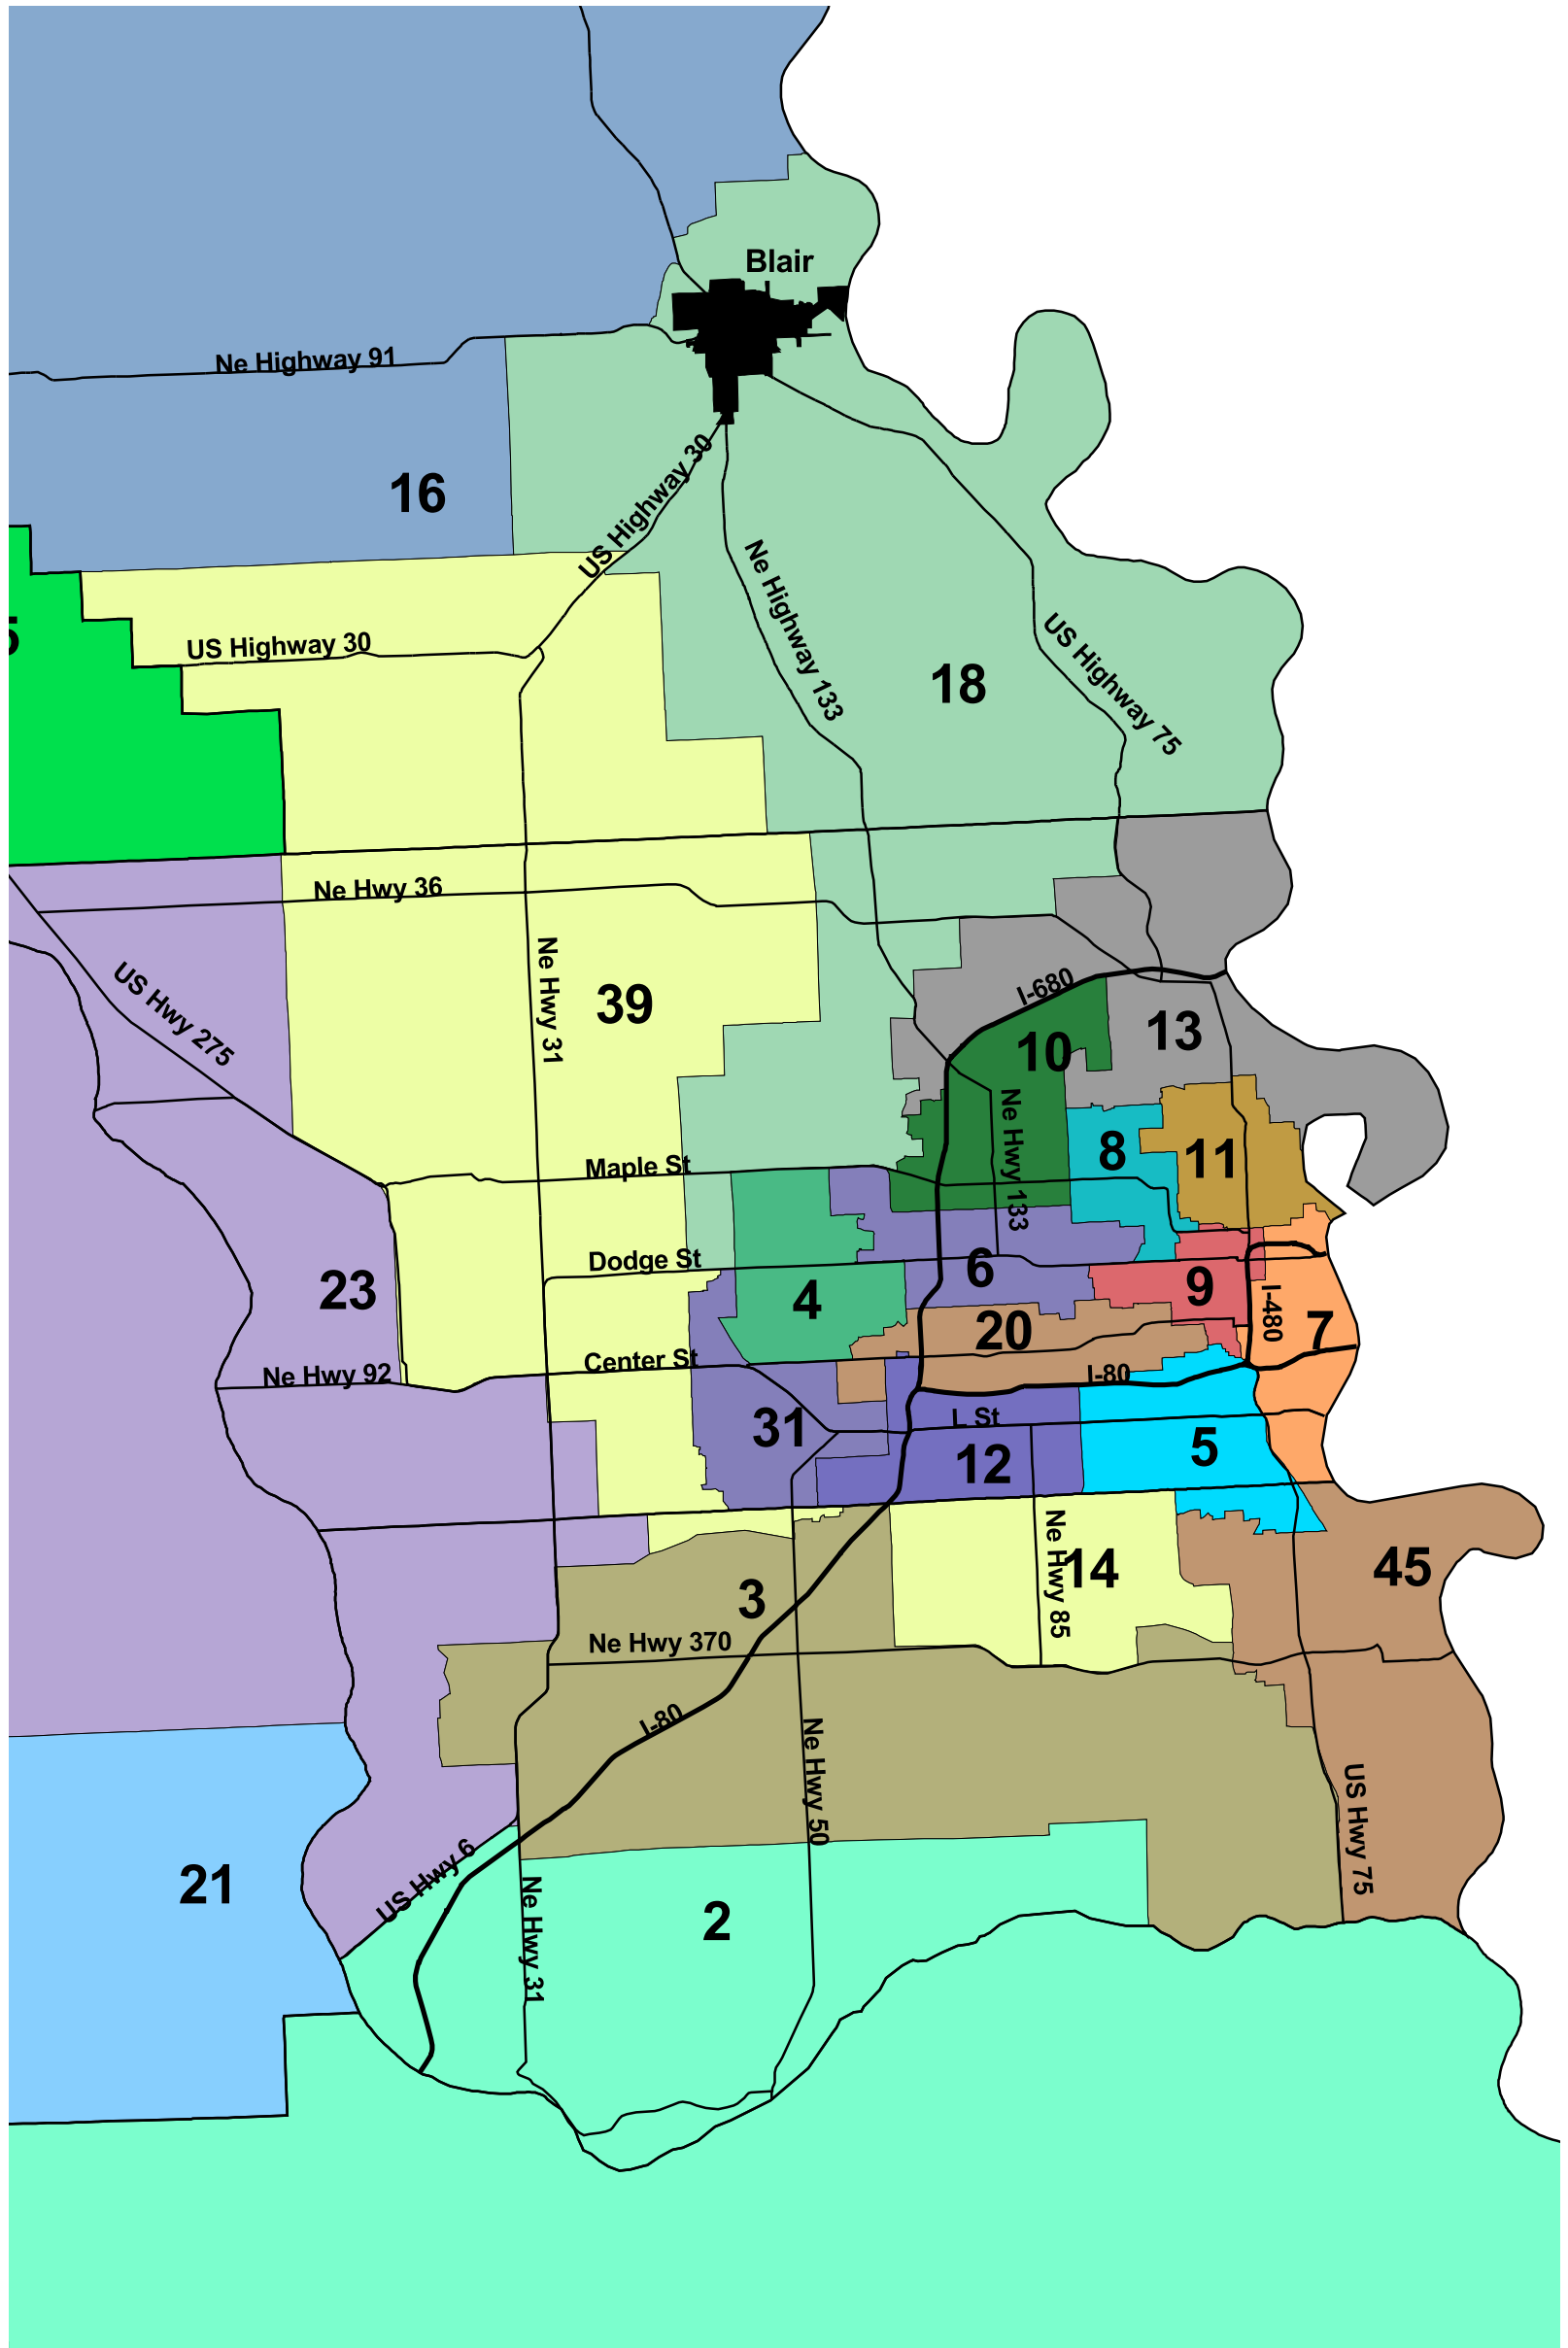 Blair
Ne Highway 91
US Highway 30
16
Ne Highway 133
5
US Highway 30
18
US Highway 75
Ne Hwy 36
Ne Hwy 31
US Hwy 275
39
I-680
10
13
Ne Hwy 133
8
11
Maple St
Dodge St
6
23
4
9
I-480
7
20
Center St
Ne Hwy 92
I-80
31
L St
12
5
Ne Hwy 85
14
45
3
Ne Hwy 370
I-80
Ne Hwy 50
US Hwy 75
US Hwy 6
21
Ne Hwy 31
2